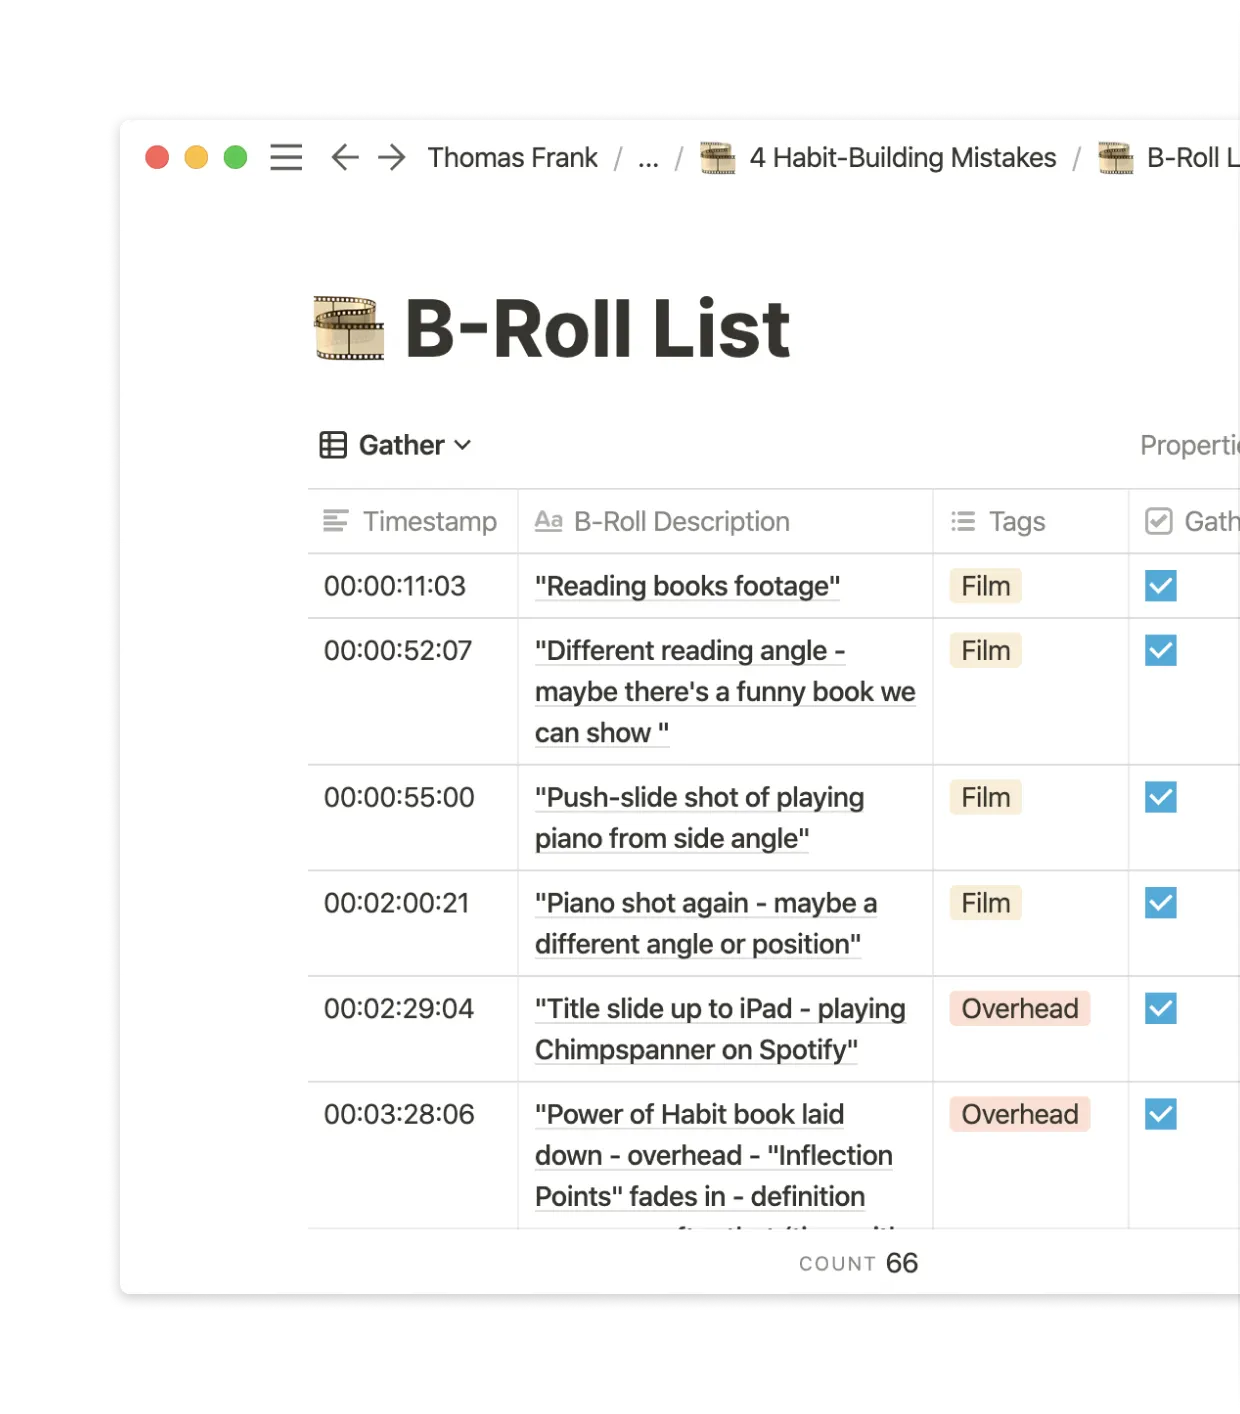 Thomas Frank / ... / 4 Habit-Building Mistakes / B-Roll L
B-Roll List
Gather
Properti
Timestamp
Aa B-Roll Description
Tags
Gath
00:00:11:03
"Reading books footage"
Film
00:00:52:07
"Different reading angle -
maybe there's a funny book we
can show "
Film
00:00:55:00
"Push-slide shot of playing
piano from side angle"
Film
00:02:00:21
"Piano shot again - maybe a
different angle or position"
Film
00:02:29:04
"Title slide up to iPad - playing
Chimpspanner on Spotify"
Overhead
00:03:28:06
"Power of Habit book laid
down - overhead - "Inflection
Points" fades in - definition
Overhead
COUNT 66